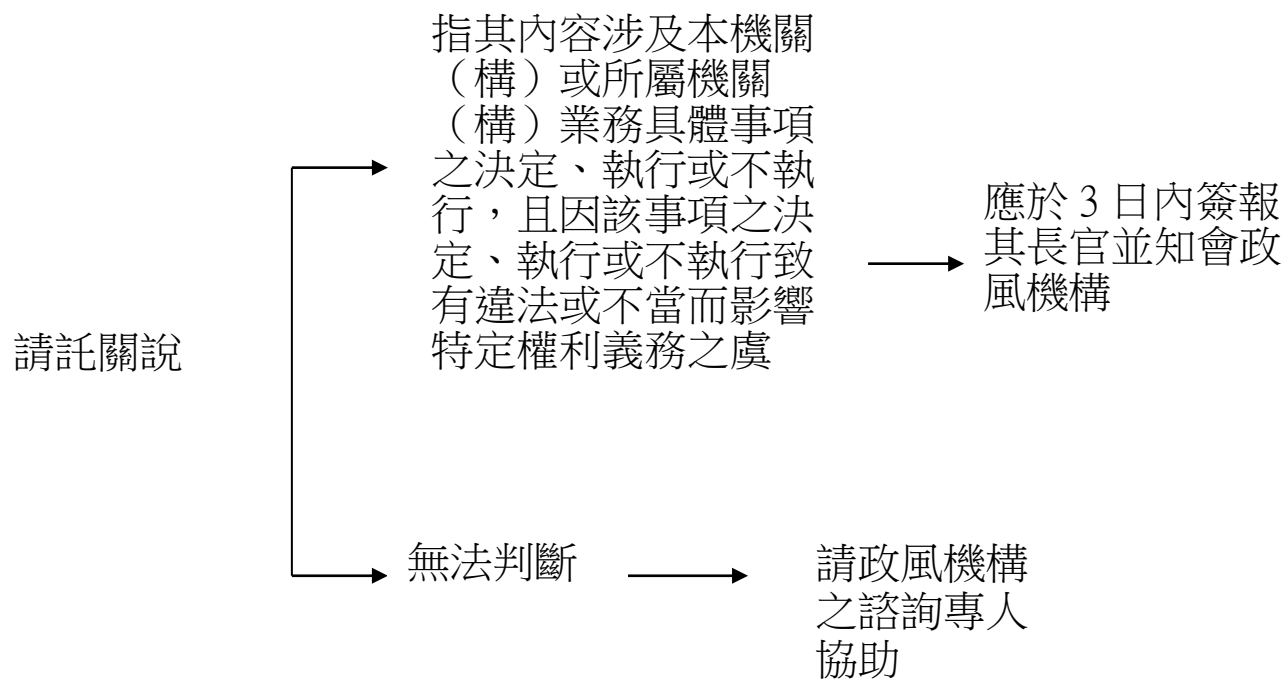 請託關說
指其內容涉及本機關
（構）或所屬機關
（構）業務具體事項
之決定、執行或不執
行，且因該事項之決
定、執行或不執行致
有違法或不當而影響
特定權利義務之虞
應於3日內簽報
其長官並知會政
風機構
無法判斷
請政風機構
之諮詢專人
協助